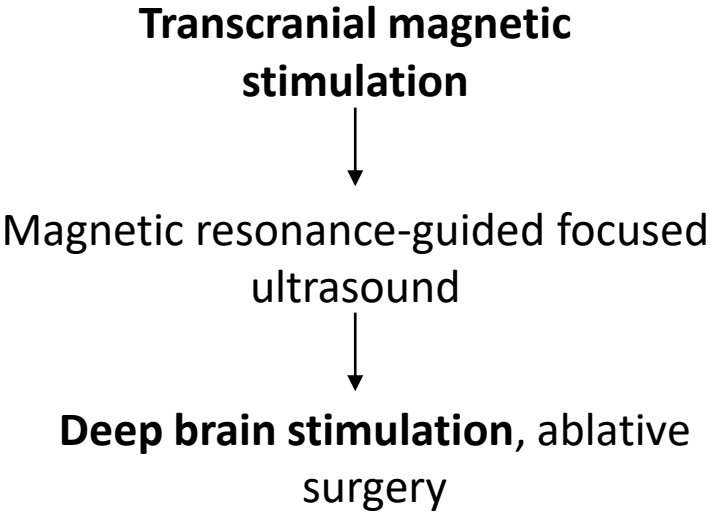 Transcranial magnetic
stimulation
Magnetic resonance-guided focused
ultrasound
Deep brain stimulation, ablative
surgery